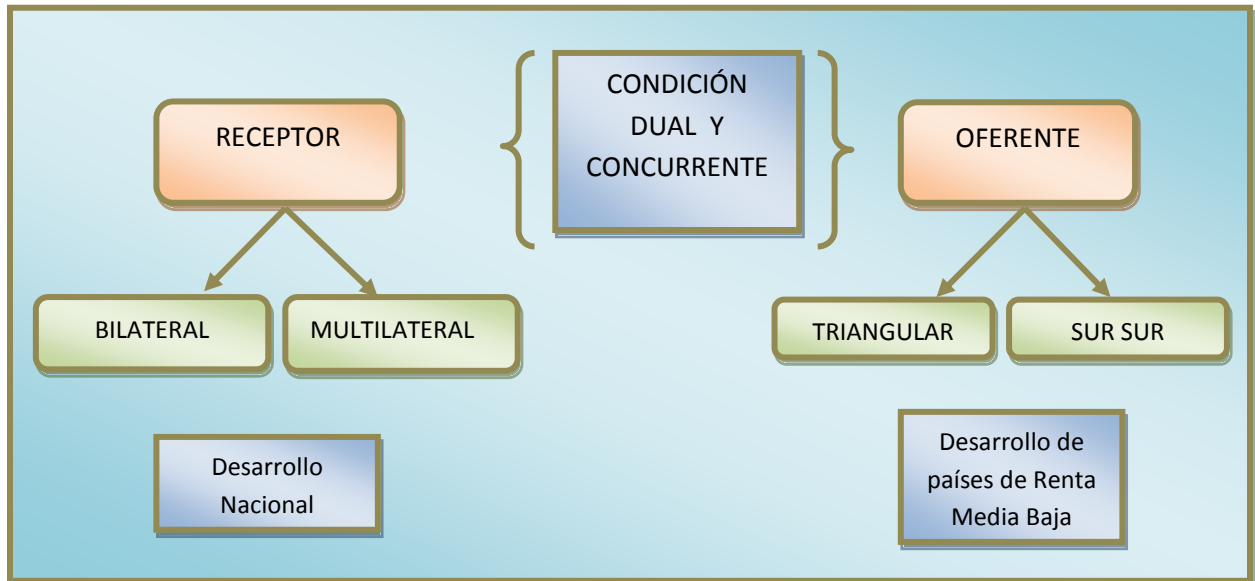 CONDICIÓN
DUAL Y
CONCURRENTE
RECEPTOR
OFERENTE
BILATERAL
MULTILATERAL
TRIANGULAR
SUR SUR
Desarrollo
Nacional
Desarrollo de
países de Renta
Media Baja